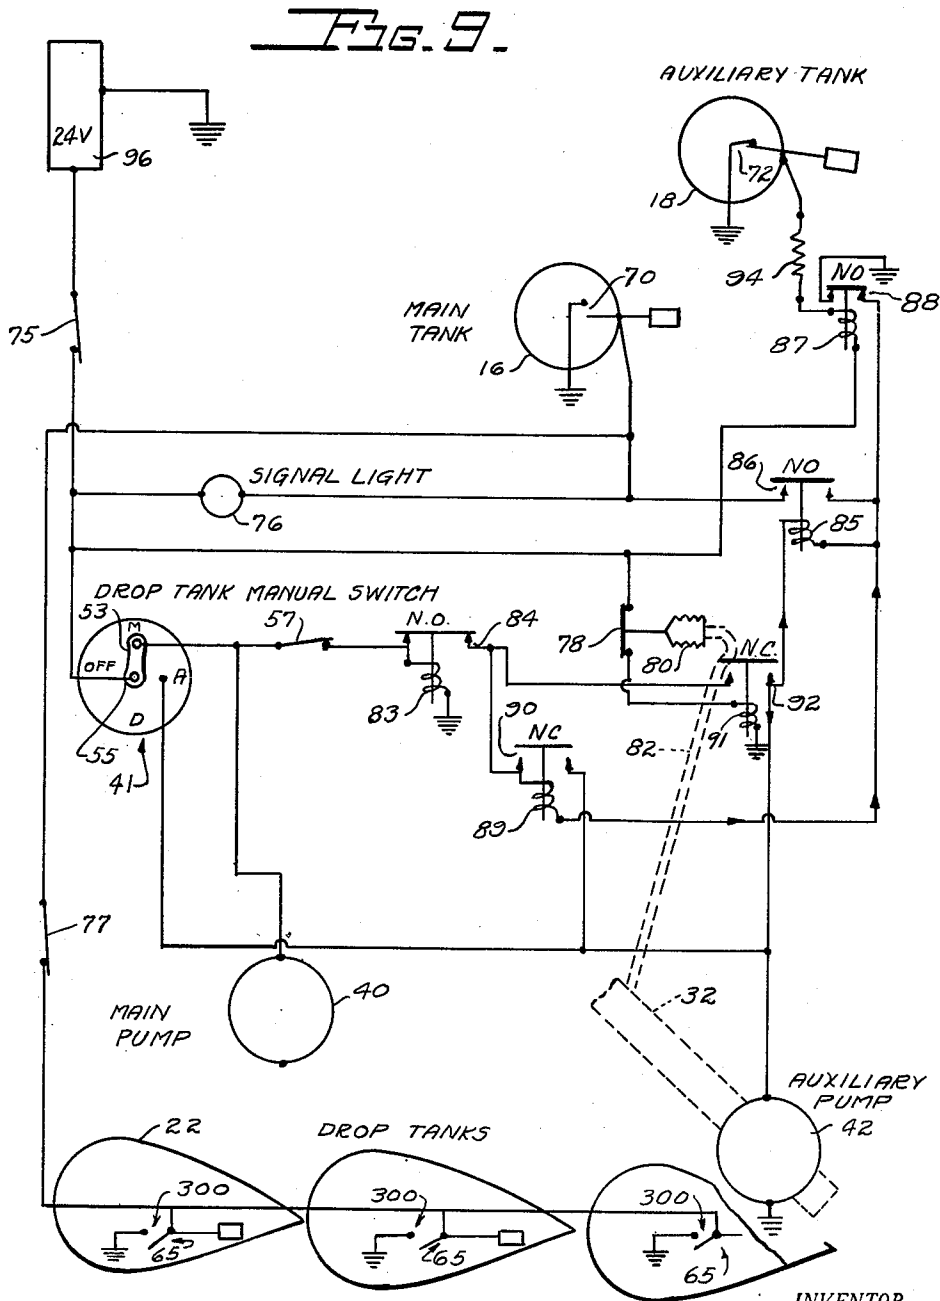 FIG. 9.
AUXILIARY TANK
24V
96
72
18
70
94
NO
88
MAIN
TANK
75
87
16
SIGNAL LIGHT
86
NO
76
85
DROP TANK MANUAL SWITCH
53
M
57
N.O.
84
78
80
N.C.
OFF
A
83
90
92
D
NC
82
91
55
41
89
77
40
32
MAIN
PUMP
AUXILIARY
PUMP
42
22
DROP TANKS
300
300
300
65
65
65
INVENTOR